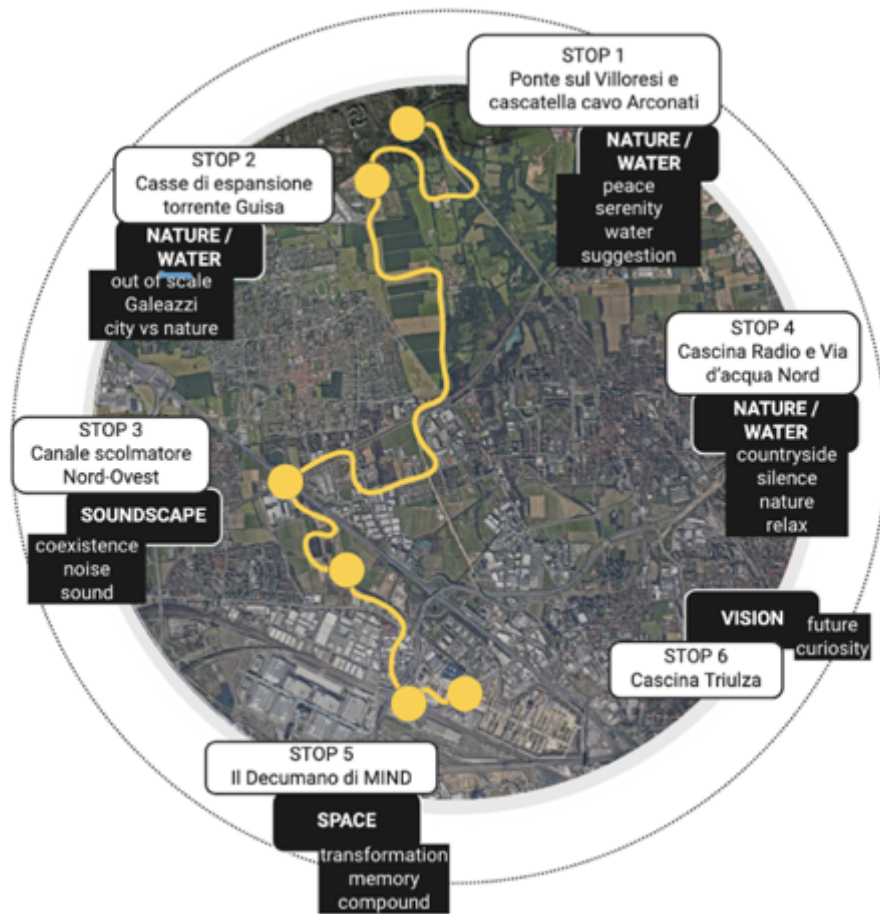 STOP 1
Ponte sul Villoresi e
cascatella cavo Arconati
NATURE /
WATER
peace
serenity
water
suggestion
STOP 2
Casse di espansione
torrente Guisa
NATURE /
WATER
out of scale
Galeazzi
city vs nature
STOP 4
Cascina Radio e Via
d'acqua Nord
NATURE /
WATER
countryside
silence
nature
relax
STOP 3
Canale scolmatore
Nord-Ovest
SOUNDSCAPE
coexistence
noise
sound
VISION
future
curiosity
STOP 6
Cascina Triulza
STOP 5
Il Decumano di MIND
SPACE
transformation
memory
compound